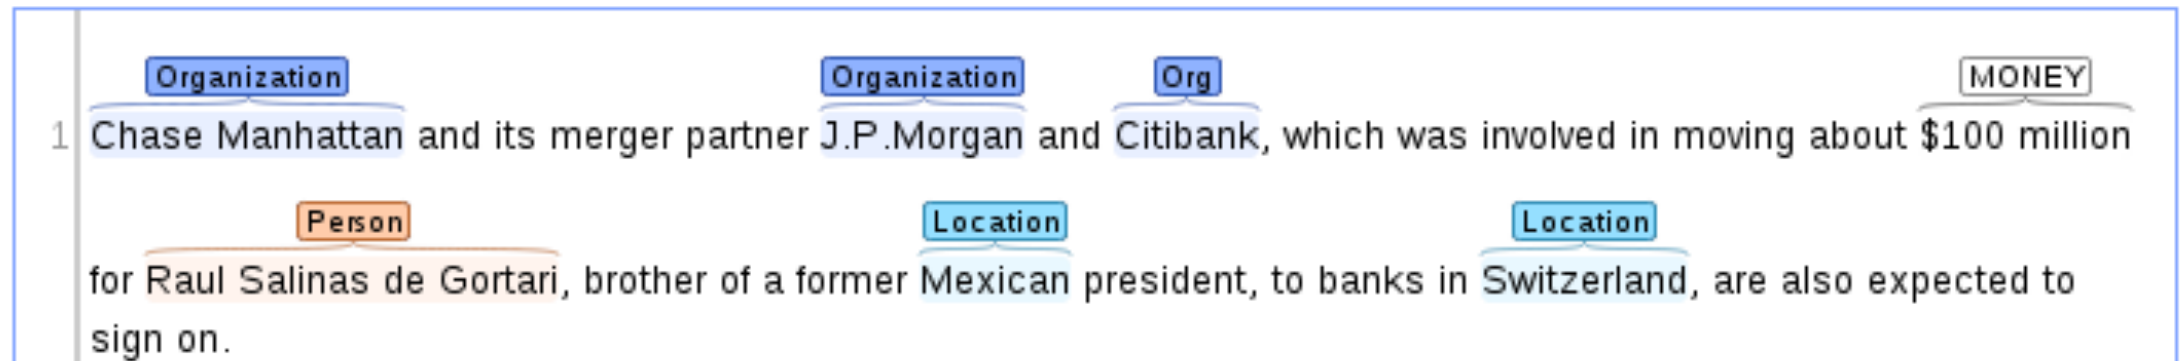 Organization Organization Org MONEY
1 Chase Manhattan and its merger partner J.P.Morgan and Citibank, which was involved in moving about $100 million
Person Location Location
for Raul Salinas de Gortari, brother of a former Mexican president, to banks in Switzerland, are also expected to
sign on.